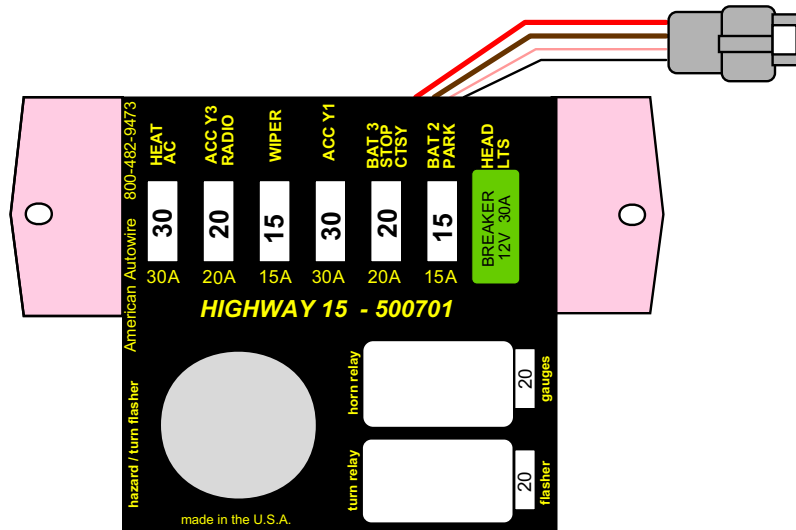 800-482-9473
American Autowire
HEAT
AC
ACC Y3
RADIO
WIPER
ACC Y1
BAT 3
STOP
CTSY
BAT 2
PARK
HEAD
LTS
30
20
15
30
20
15
BREAKER
12V 30A
30A
20A
15A
30A
20A
15A
HIGHWAY 15 - 500701
hazard / turn flasher
horn relay
20
gauges
turn relay
20
flasher
made in the U.S.A.